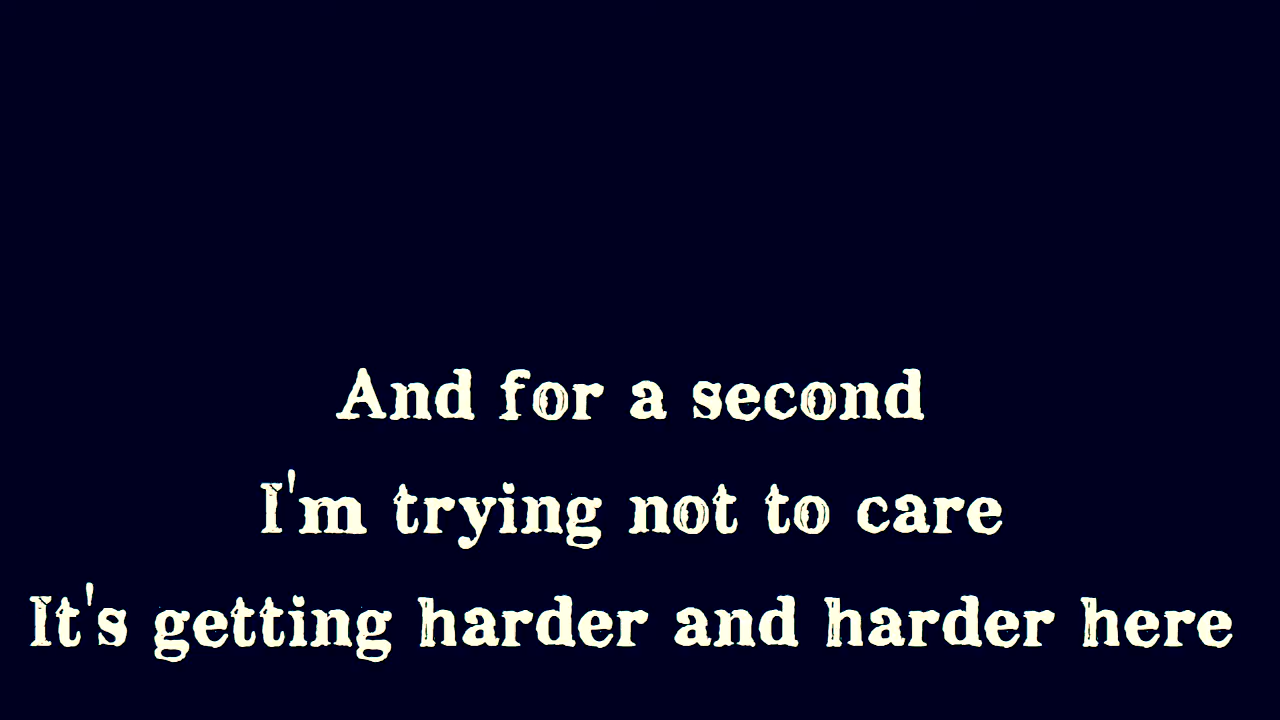 And for a second
I'm trying not to care
It's getting harder and harder here